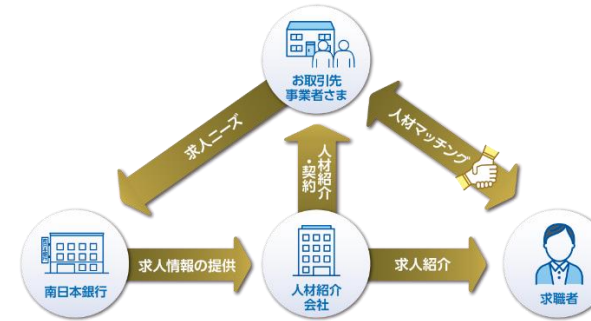 お取引先
事業者さま
求人ニーズ
人材紹介
・契約
人材マッチング
南日本銀行
求人情報の提供
人材紹介
会社
求人紹介
求職者